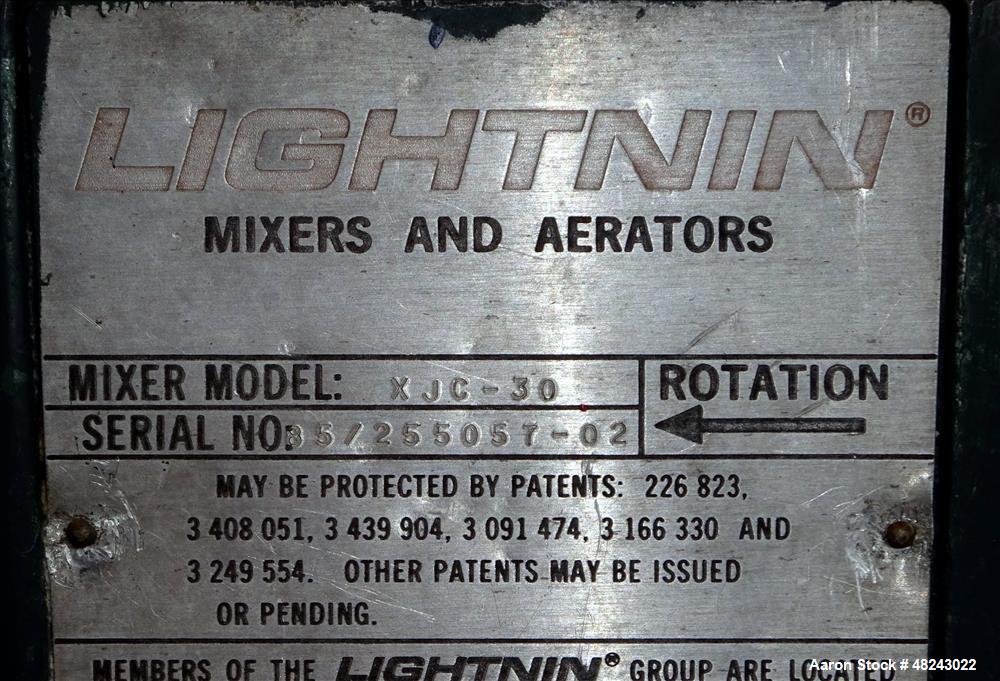 LIGHTNIN®
MIXERS AND AERATORS
MIXER MODEL: XJC-30
SERIAL NO: 85/255057-02
ROTATION
MAY BE PROTECTED BY PATENTS: 226 823,
3 408 051, 3 439 904, 3 091 474, 3 166 330 AND
3 249 554. OTHER PATENTS MAY BE ISSUED
OR PENDING.
MEMBERS OF THE LIGHTNIN® GROUP ARE LOCATED
Aaron Stock # 48243022